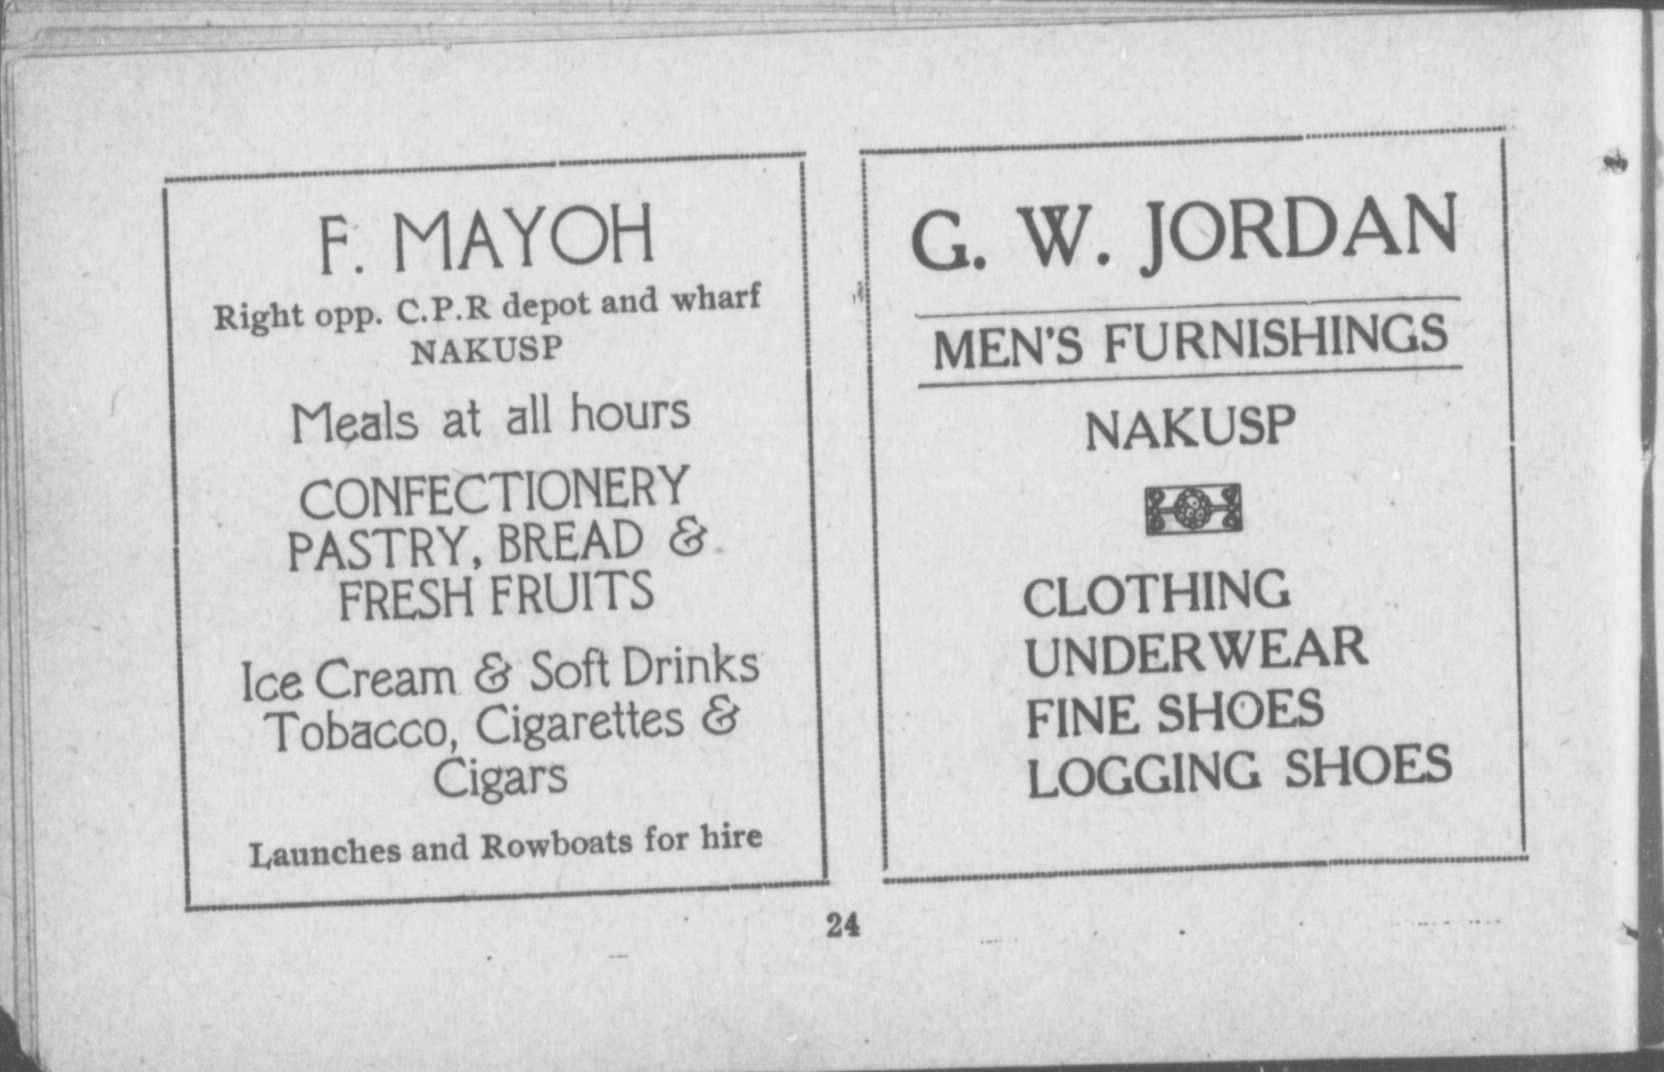 F. MAYOH
Right opp. C.P.R depot and wharf
NAKUSP
Meals at all hours
CONFECTIONERY
PASTRY, BREAD &
FRESH FRUITS
Ice Cream & Soft Drinks
Tobacco, Cigarettes &
Cigars
Launches and Rowboats for hire
G. W. JORDAN
MEN'S FURNISHINGS
NAKUSP
CLOTHING
UNDERWEAR
FINE SHOES
LOGGING SHOES
24